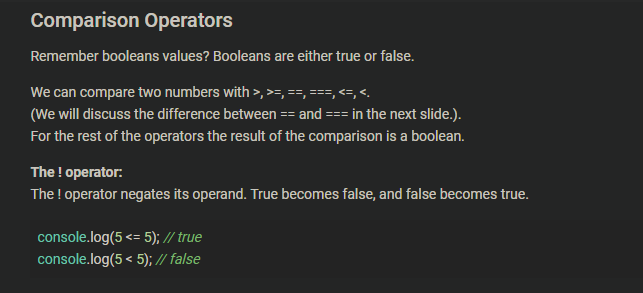 Comparison Operators
Remember booleans values? Booleans are either true or false.
We can compare two numbers with >, >=, ==, ===, <=, <.
(We will discuss the difference between == and === in the next slide.).
For the rest of the operators the result of the comparison is a boolean.
The ! operator:
The ! operator negates its operand. True becomes false, and false becomes true.
console.log(5 <= 5); // true
console.log(5 < 5); // false